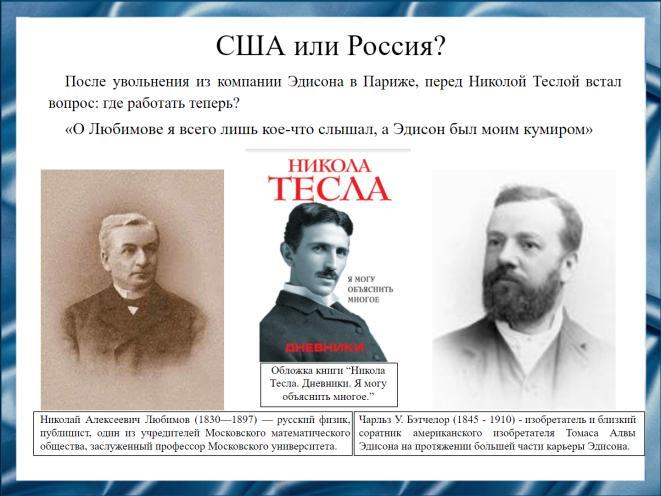 США или Россия?
После увольнения из компании Эдисона в Париже, перед Николой Теслой встал
вопрос: где работать теперь?
«О Любимове я всего лишь кое-что слышал, а Эдисон был моим кумиром»
НИКОЛА
ТЕСЛА
Я МОГУ
ОБЪЯСНИТЬ
МНОГОЕ
ДНЕВНИКИ
Обложка книги “Никола
Тесла. Дневники. Я могу
объяснить многое.”
Николай Алексеевич Любимов (1830—1897) — русский физик,
публицист, один из учредителей Московского математического
общества, заслуженный профессор Московского университета.
Чарльз У. Бэтчелор (1845 - 1910) - изобретатель и близкий
соратник американского изобретателя Томаса Алвы
Эдисона на протяжении большей части карьеры Эдисона.